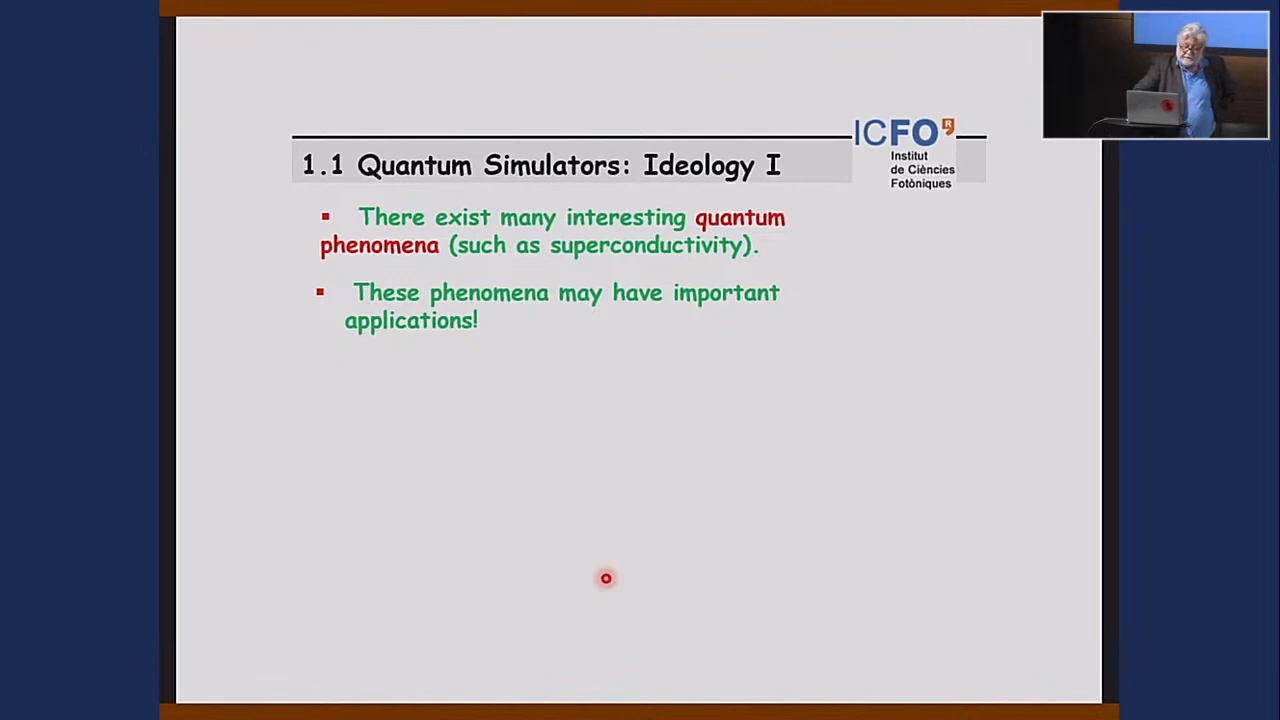 ICFO R
Institut
de Ciències
Fotòniques
1.1 Quantum Simulators: Ideology I
There exist many interesting quantum
phenomena (such as superconductivity).
These phenomena may have important
applications!